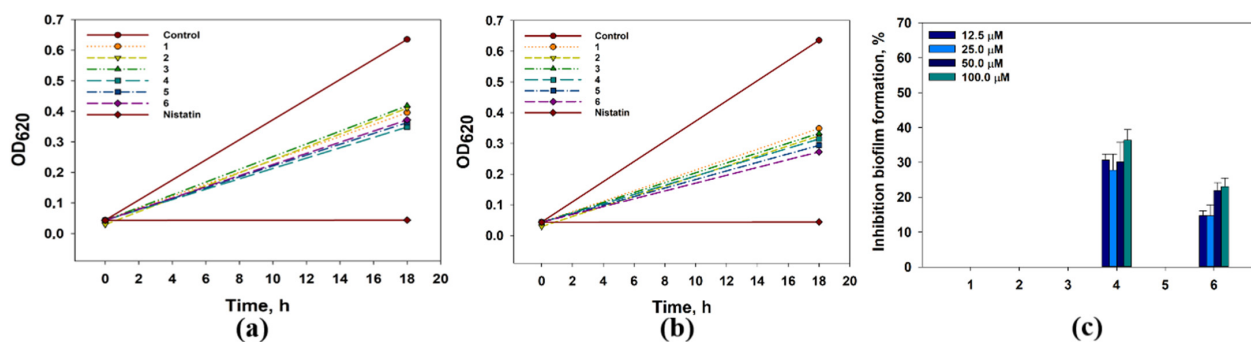 0.7
0.6
0.5
0.4
0.3
0.2
0.1
0,0
OD620
Control
1
2
3
4
5
6
Nistatin
0 2 4 6 8 10 12 14 16 18 20
Time, h
(a)
0.7
0.6
0.5
0.4
0.3
0.2
0.1
0.0
OD620
Control
1
2
3
4
5
6
Nistatin
0 2 4 6 8 10 12 14 16 18 20
Time, h
(b)
70
60
50
40
30
20
10
0
Inhibition biofilm formation, %
12.5 μM
25.0 μM
50.0 μM
100.0 μM
1 2 3 4 5 6
(c)